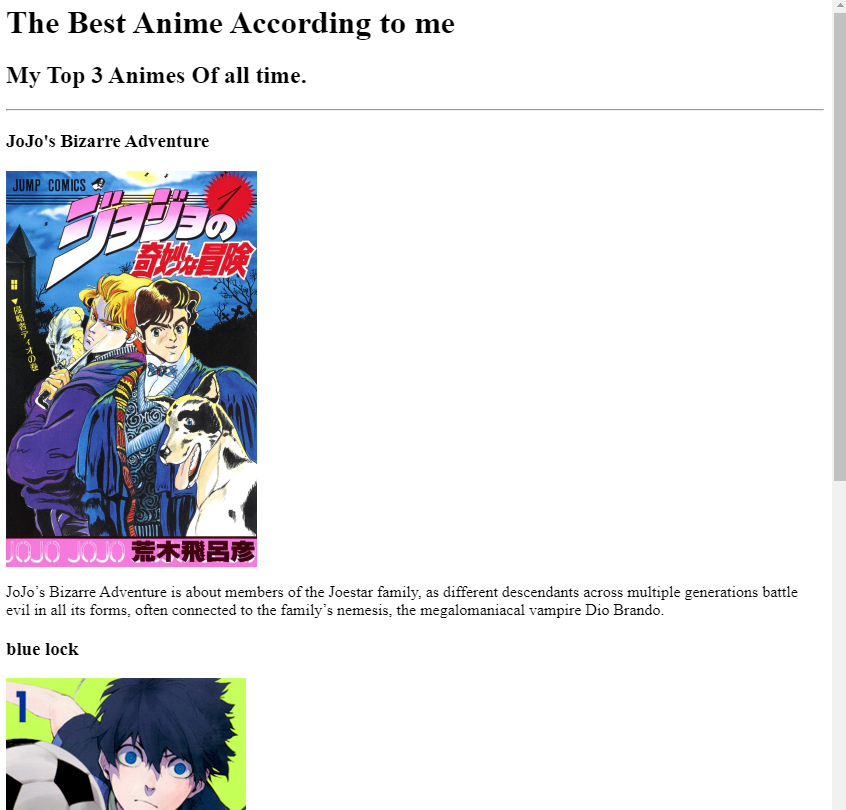 The Best Anime According to me
My Top 3 Animes Of all time.
JoJo's Bizarre Adventure
JUMP COMICS
1
ジョジョの
奇妙な冒険
侵略者ディオの巻
JOJO JOJO 荒木飛呂彦
JoJo’s Bizarre Adventure is about members of the Joestar family, as different descendants across multiple generations battle
evil in all its forms, often connected to the family’s nemesis, the megalomaniacal vampire Dio Brando.
blue lock
1